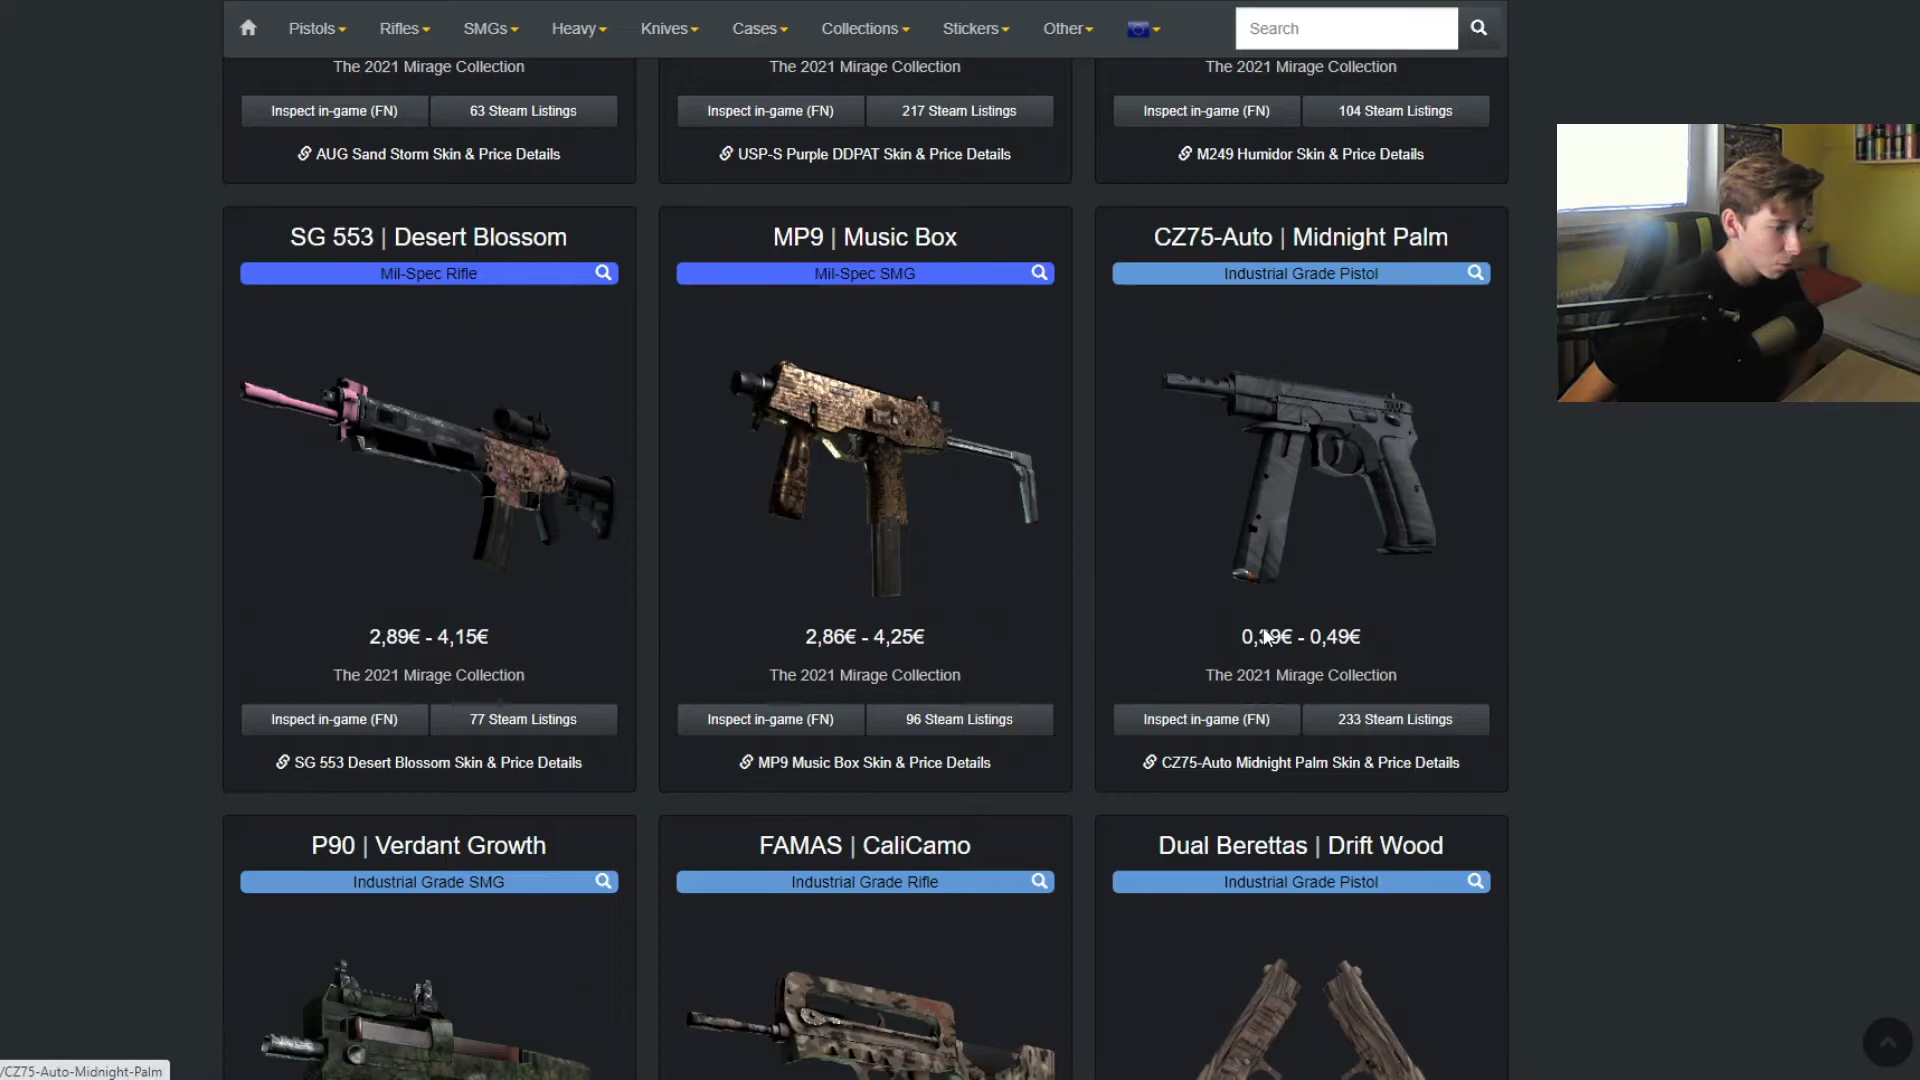 Pistols Rifles SMGs Heavy Knives Cases Collections Stickers Other Search
The 2021 Mirage Collection
Inspect in-game (FN) 63 Steam Listings
AUG Sand Storm Skin & Price Details
The 2021 Mirage Collection
Inspect in-game (FN) 217 Steam Listings
USP-S Purple DDPAT Skin & Price Details
The 2021 Mirage Collection
Inspect in-game (FN) 104 Steam Listings
M249 Humidor Skin & Price Details
SG 553 | Desert Blossom
Mil-Spec Rifle
2,89€ - 4,15€
The 2021 Mirage Collection
Inspect in-game (FN) 77 Steam Listings
SG 553 Desert Blossom Skin & Price Details
MP9 | Music Box
Mil-Spec SMG
2,86€ - 4,25€
The 2021 Mirage Collection
Inspect in-game (FN) 96 Steam Listings
MP9 Music Box Skin & Price Details
CZ75-Auto | Midnight Palm
Industrial Grade Pistol
- 0,49€
The 2021 Mirage Collection
Inspect in-game (FN) 233 Steam Listings
CZ75-Auto Midnight Palm Skin & Price Details
P90 | Verdant Growth
Industrial Grade SMG
FAMAS | CaliCamo
Industrial Grade Rifle
Dual Berettas | Drift Wood
Industrial Grade Pistol
/CZ75-Auto-Midnight-Palm